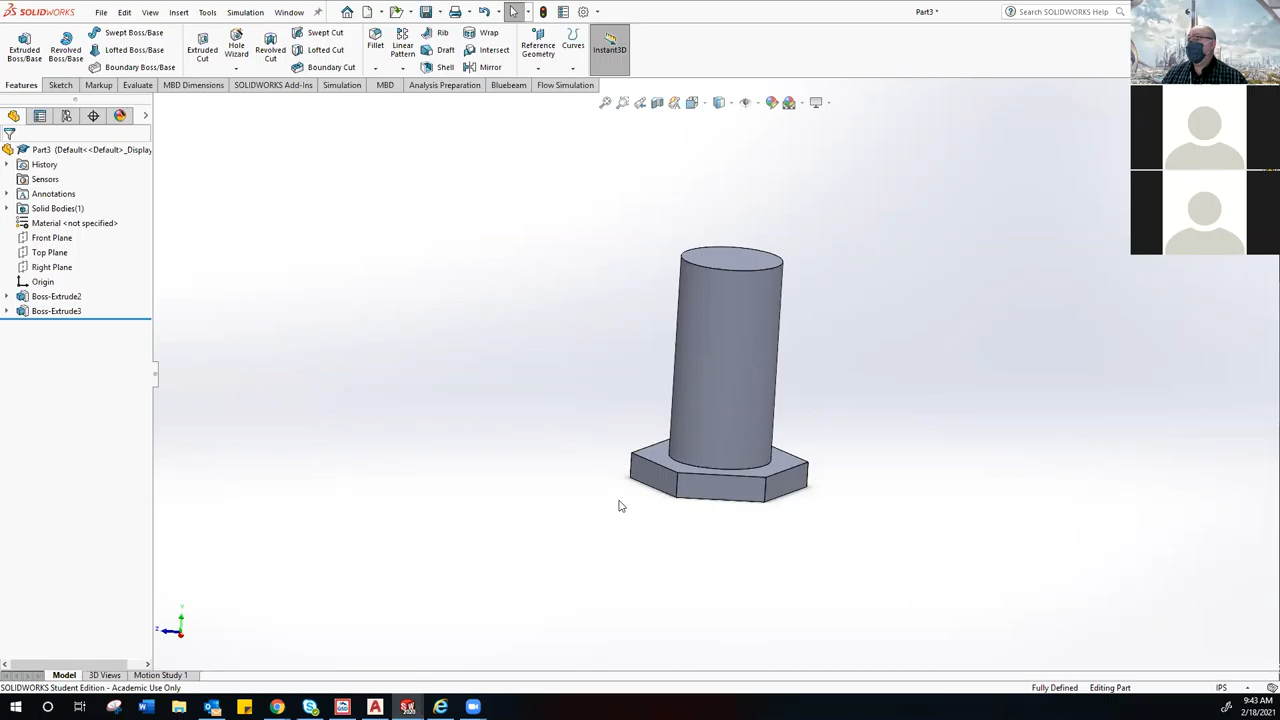 SOLIDWORKS File Edit View Insert Tools Simulation Window Part3 * Search SOLIDWORKS Help
Extruded Boss/Base Revolved Boss/Base Swept Boss/Base Lofted Boss/Base Boundary Boss/Base Extruded Cut Hole Wizard Revolved Cut Swept Cut Lofted Cut Boundary Cut Fillet Linear Pattern Rib Draft Shell Wrap Intersect Mirror Reference Geometry Curves Instant3D
Features Sketch Markup Evaluate MBD Dimensions SOLIDWORKS Add-Ins Simulation MBD Analysis Preparation Bluebeam Flow Simulation
Part3 (Default<<Default>_Display
History
Sensors
Annotations
Solid Bodies(1)
Material <not specified>
Front Plane
Top Plane
Right Plane
Origin
Boss-Extrude2
Boss-Extrude3
Y
Z
Model 3D Views Motion Study 1
SOLIDWORKS Student Edition - Academic Use Only Fully Defined Editing Part IPS
9:43 AM
2/18/2021